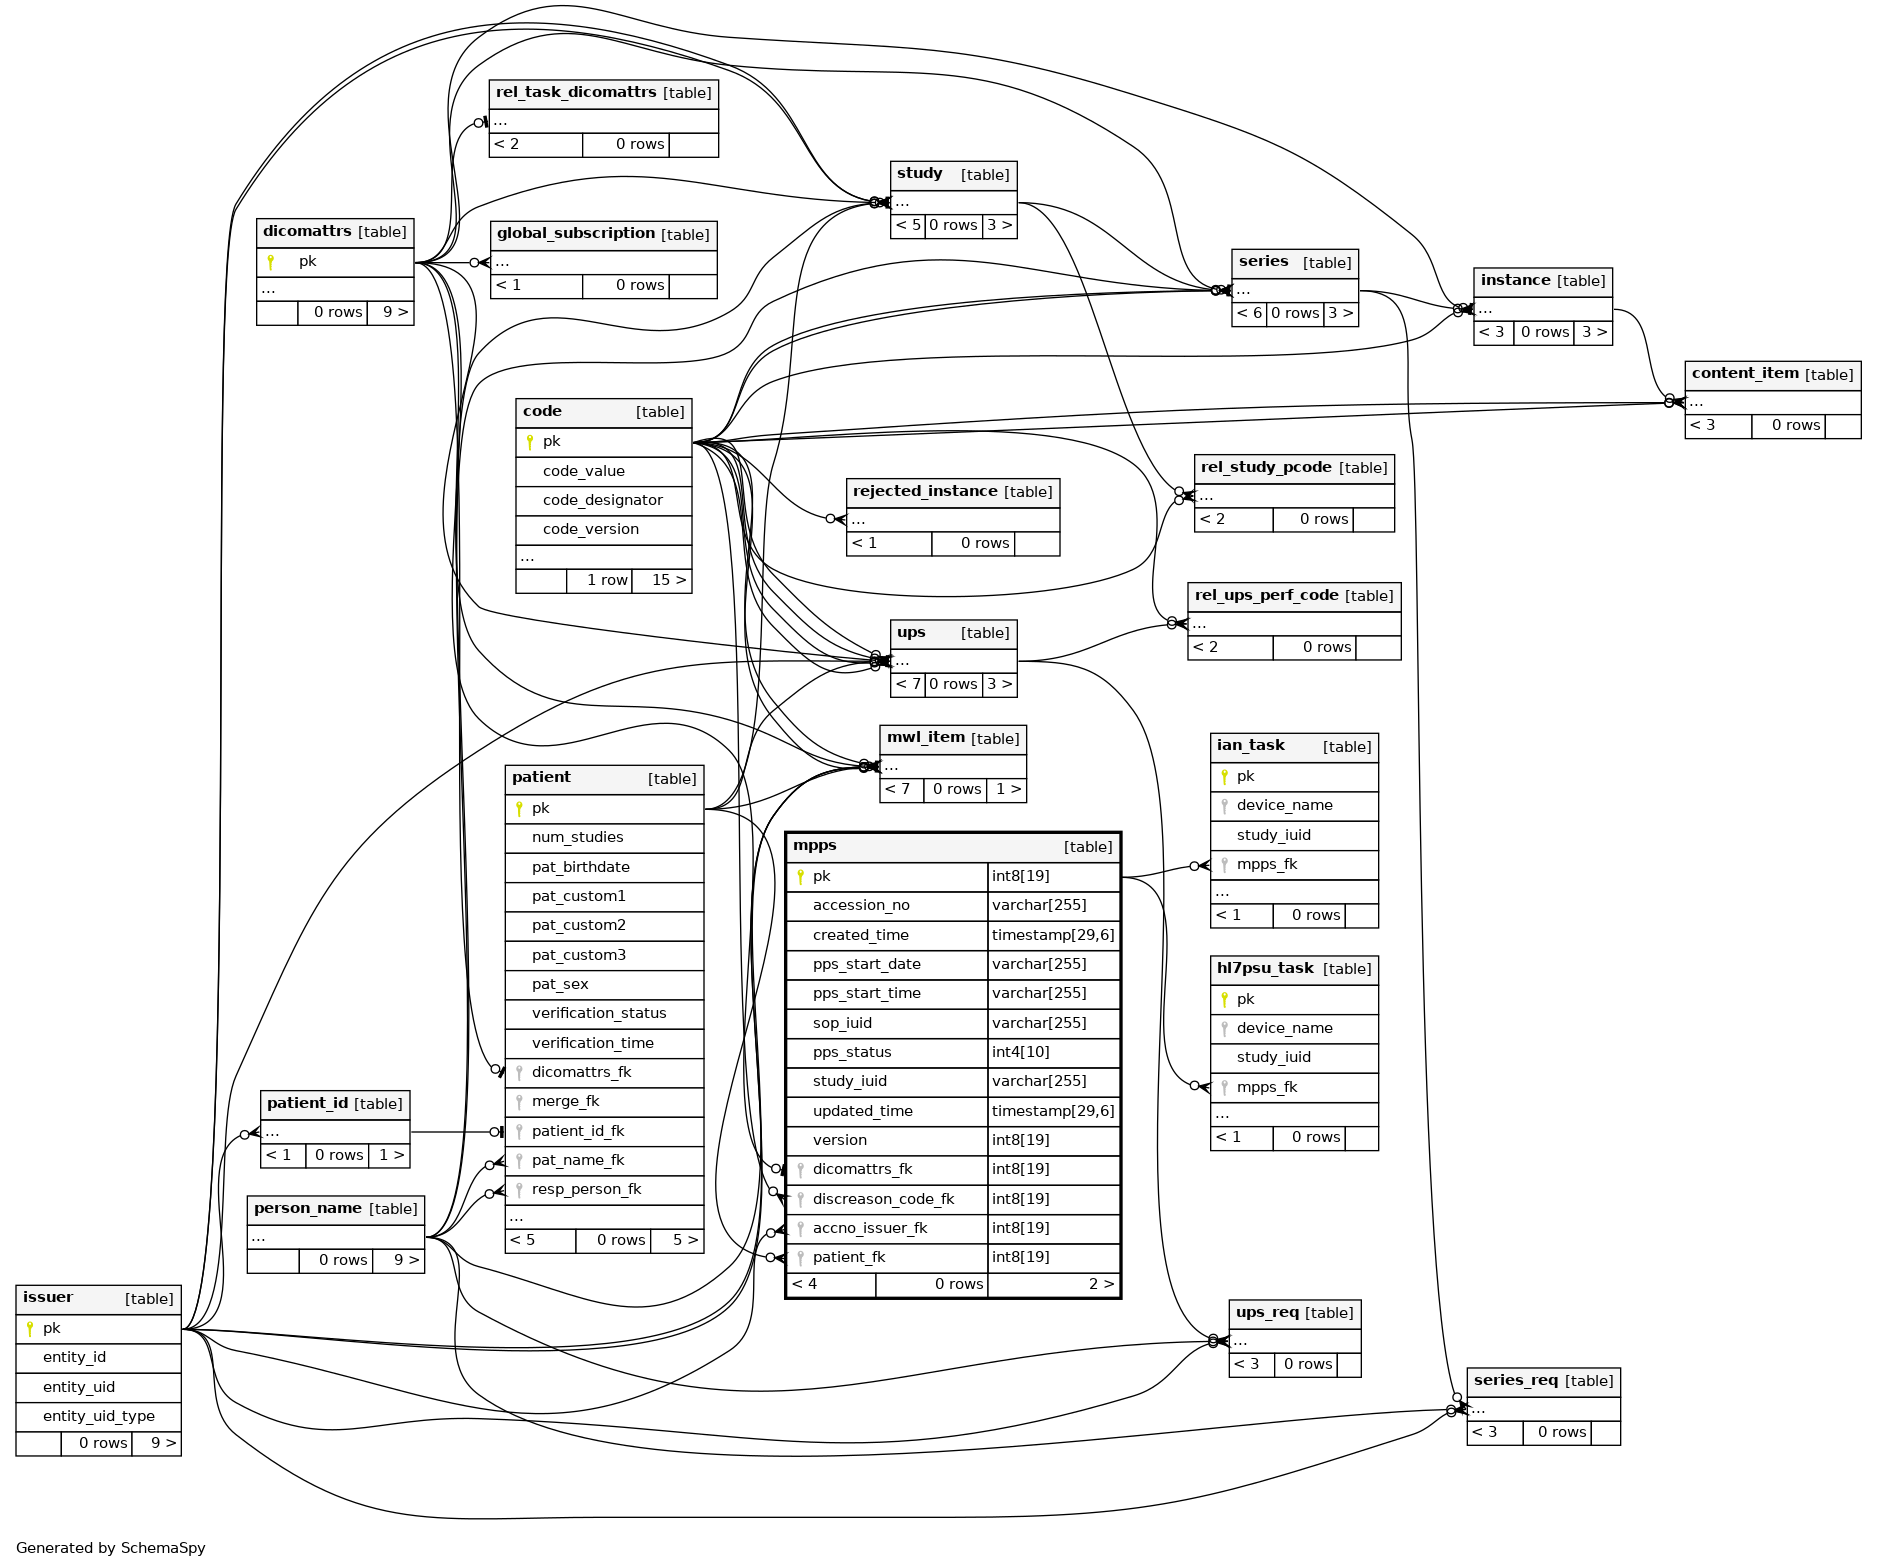 rel_task_dicomattrs [table]
...
< 2 0 rows
study [table]
...
< 5 0 rows 3 >
dicomattrs [table]
pk
...
0 rows 9 >
global_subscription [table]
...
< 1 0 rows
series [table]
...
< 6 0 rows 3 >
instance [table]
...
< 3 0 rows 3 >
content_item [table]
...
< 3 0 rows
code [table]
pk
code_value
code_designator
code_version
...
1 row 15 >
rejected_instance [table]
...
< 1 0 rows
rel_study_pcode [table]
...
< 2 0 rows
rel_ups_perf_code [table]
...
< 2 0 rows
ups [table]
...
< 7 0 rows 3 >
mwl_item [table]
...
< 7 0 rows 1 >
ian_task [table]
pk
device_name
study_iuid
mpps_fk
...
< 1 0 rows
patient [table]
pk
num_studies
pat_birthdate
pat_custom1
pat_custom2
pat_custom3
pat_sex
verification_status
verification_time
dicomattrs_fk
merge_fk
patient_id_fk
pat_name_fk
resp_person_fk
...
< 5 0 rows 5 >
mpps [table]
pk int8[19]
accession_no varchar[255]
created_time timestamp[29,6]
pps_start_date varchar[255]
pps_start_time varchar[255]
sop_iuid varchar[255]
pps_status int4[10]
study_iuid varchar[255]
updated_time timestamp[29,6]
version int8[19]
dicomattrs_fk int8[19]
discreason_code_fk int8[19]
accno_issuer_fk int8[19]
patient_fk int8[19]
< 4 0 rows 2 >
hl7psu_task [table]
pk
device_name
study_iuid
mpps_fk
...
< 1 0 rows
patient_id [table]
...
< 1 0 rows 1 >
person_name [table]
...
0 rows 9 >
issuer [table]
pk
entity_id
entity_uid
entity_uid_type
0 rows 9 >
ups_req [table]
...
< 3 0 rows
series_req [table]
...
< 3 0 rows
Generated by SchemaSpy